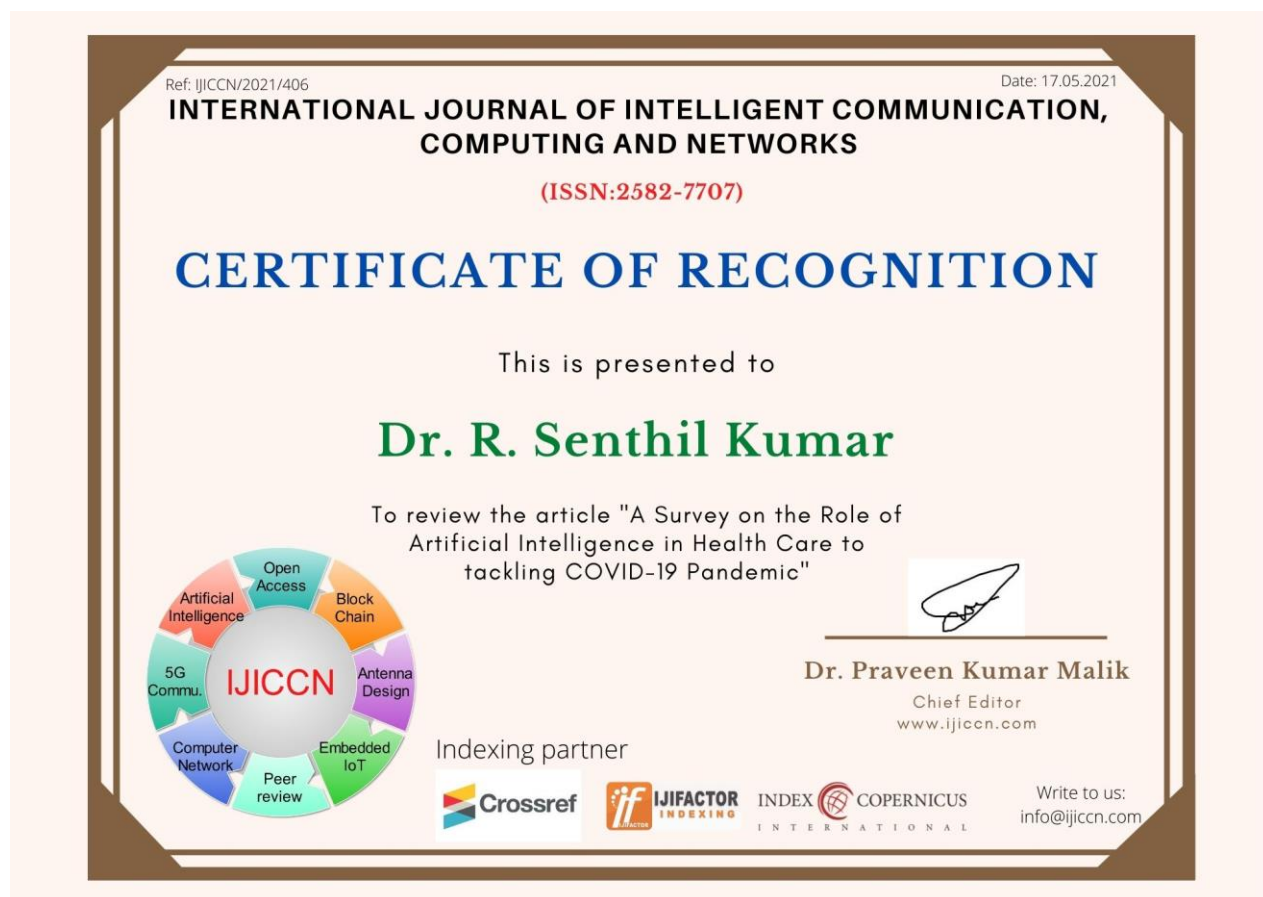 Ref: IJICCN/2021/406
Date: 17.05.2021
INTERNATIONAL JOURNAL OF INTELLIGENT COMMUNICATION,
COMPUTING AND NETWORKS
(ISSN:2582-7707)
CERTIFICATE OF RECOGNITION
This is presented to
Dr. R. Senthil Kumar
To review the article "A Survey on the Role of
Artificial Intelligence in Health Care to
tackling COVID-19 Pandemic"
Open
Access
Block
Chain
Antenna
Design
Embedded
IoT
Peer
review
Computer
Network
5G
Commu.
Artificial
Intelligence
IJICCN
Dr. Praveen Kumar Malik
Chief Editor
www.ijiccn.com
Indexing partner
Crossref
IJIFACTOR
IJIFACTOR
INDEXING
INDEX COPERNICUS
INTERNATIONAL
Write to us:
info@ijiccn.com